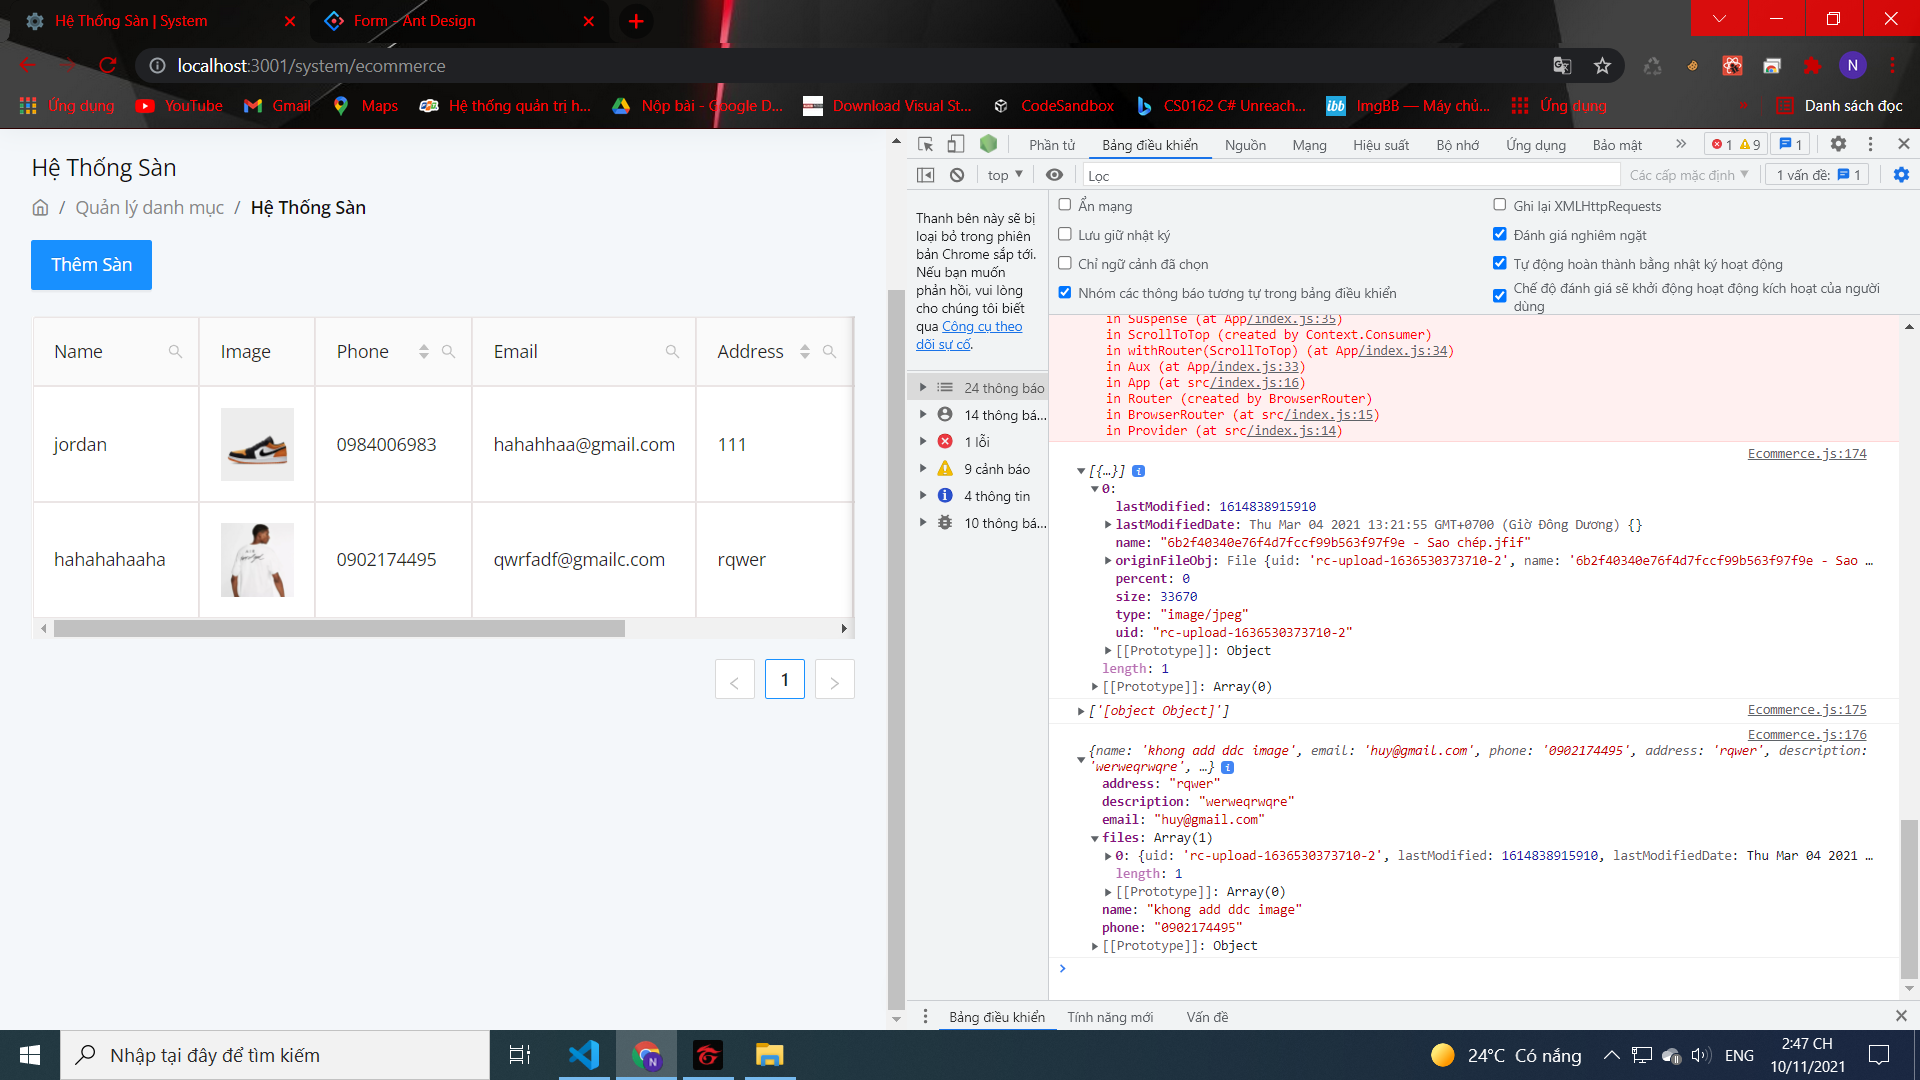 Hệ Thống Sàn | System
Form - Ant Design
localhost:3001/system/ecommerce
N
Ứng dụng
YouTube
Gmail
Maps
Hệ thống quản trị h...
Nộp bài - Google D...
Download Visual St...
CodeSandbox
CS0162 C# Unreach...
ibb
ImgBB — Máy chủ...
Ứng dụng
»
Danh sách đọc
Hệ Thống Sàn
/ Quản lý danh mục / Hệ Thống Sàn
Thêm Sàn
Name Image Phone Email Address
jordan 0984006983 hahahhaa@gmail.com 111
hahahahaaha 0902174495 qwrfadf@gmailc.com rqwer
< 1 >
Phần tử Bảng điều khiển Nguồn Mạng Hiệu suất Bộ nhớ Ứng dụng Bảo mật » 1 9 1
top Lọc Các cấp mặc định 1 vấn đề: 1
Thanh bên này sẽ bị
loại bỏ trong phiên
bản Chrome sắp tới.
Nếu bạn muốn
phản hồi, vui lòng
cho chúng tôi biết
qua Công cụ theo
dõi sự cố.
24 thông báo
14 thông bá...
1 lỗi
9 cảnh báo
4 thông tin
10 thông bá...
Ẩn mạng
Lưu giữ nhật ký
Chỉ ngữ cảnh đã chọn
Nhóm các thông báo tương tự trong bảng điều khiển
Ghi lại XMLHttpRequests
Đánh giá nghiêm ngặt
Tự động hoàn thành bằng nhật ký hoạt động
Chế độ đánh giá sẽ khởi động hoạt động kích hoạt của người
dùng
in Suspense (at App/index.js:35)
in ScrollToTop (created by Context.Consumer)
in withRouter(ScrollToTop) (at App/index.js:34)
in Aux (at App/index.js:33)
in App (at src/index.js:16)
in Router (created by BrowserRouter)
in BrowserRouter (at src/index.js:15)
in Provider (at src/index.js:14)
Ecommerce.js:174
[{…}] i
0:
lastModified: 1614838915910
lastModifiedDate: Thu Mar 04 2021 13:21:55 GMT+0700 (Giờ Đông Dương) {}
name: "6b2f40340e76f4d7fccf99b563f97f9e - Sao chép.jfif"
originFileObj: File {uid: 'rc-upload-1636530373710-2', name: '6b2f40340e76f4d7fccf99b563f97f9e - Sao …
percent: 0
size: 33670
type: "image/jpeg"
uid: "rc-upload-1636530373710-2"
[[Prototype]]: Object
length: 1
[[Prototype]]: Array(0)
['[object Object]'] Ecommerce.js:175
Ecommerce.js:176
{name: 'khong add ddc image', email: 'huy@gmail.com', phone: '0902174495', address: 'rqwer', description:
'werweqrwqre', …} i
address: "rqwer"
description: "werweqrwqre"
email: "huy@gmail.com"
files: Array(1)
0: {uid: 'rc-upload-1636530373710-2', lastModified: 1614838915910, lastModifiedDate: Thu Mar 04 2021 …
length: 1
[[Prototype]]: Array(0)
name: "khong add ddc image"
phone: "0902174495"
[[Prototype]]: Object
>
Bảng điều khiển Tính năng mới Vấn đề
Nhập tại đây để tìm kiếm
N
24°C Có nắng
ENG
2:47 CH
10/11/2021